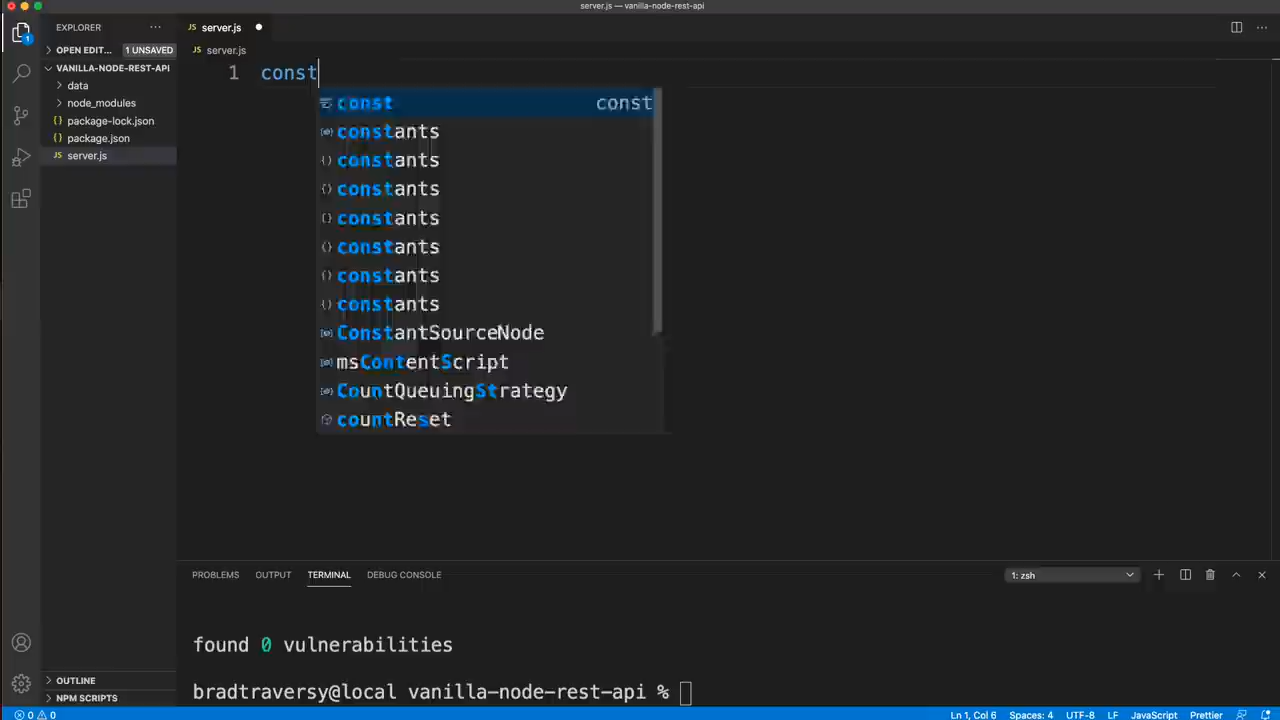 server.js — vanilla-node-rest-api
EXPLORER
OPEN EDIT... 1 UNSAVED
VANILLA-NODE-REST-API
data
node_modules
{} package-lock.json
{} package.json
JS server.js
1
JS server.js
JS server.js
1 const
const const
constants
constants
constants
constants
constants
constants
constants
ConstantSourceNode
msContentScript
CountQueuingStrategy
countReset
PROBLEMS OUTPUT TERMINAL DEBUG CONSOLE 1: zsh
found 0 vulnerabilities
bradtraversy@local vanilla-node-rest-api %
OUTLINE
NPM SCRIPTS
0 0 Ln 1, Col 6 Spaces: 4 UTF-8 LF JavaScript Prettier